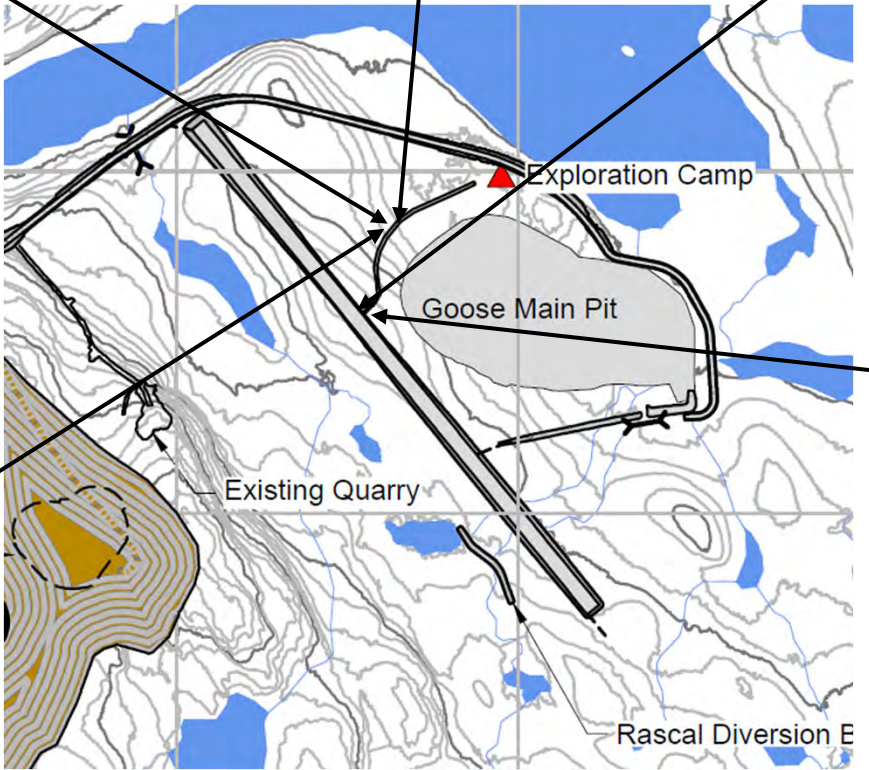 Exploration Camp
Goose Main Pit
Existing Quarry
Rascal Diversion B